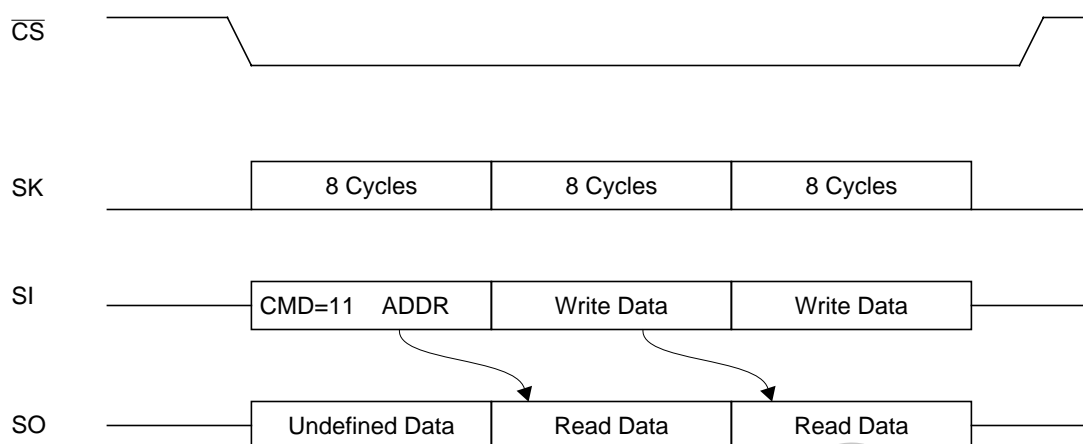 CS
SK 8 Cycles 8 Cycles 8 Cycles
SI CMD=11 ADDR Write Data Write Data
SO Undefined Data Read Data Read Data